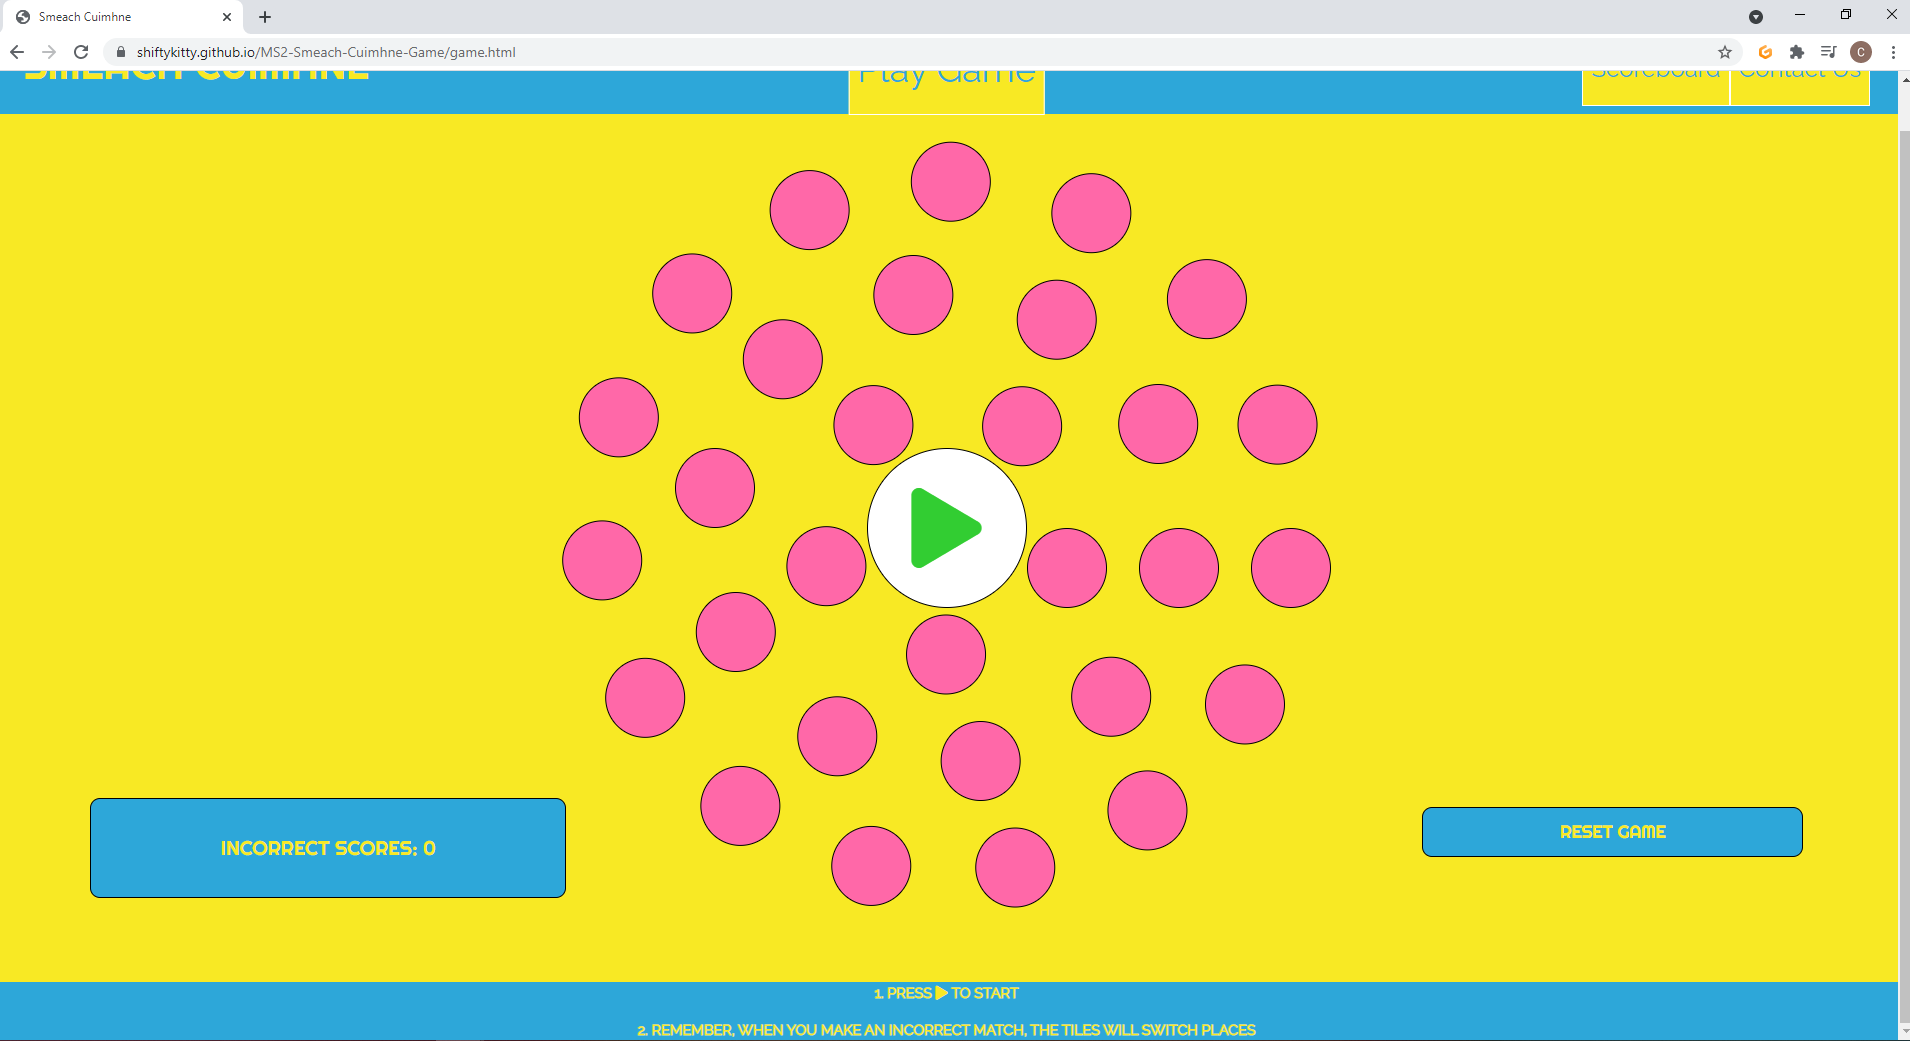 Smeach Cuimhne
shiftykitty.github.io/MS2-Smeach-Cuimhne-Game/game.html
C
SMEACH CUIMHNE
Play Game
Scoreboard
Contact Us
INCORRECT SCORES: 0
RESET GAME
1. PRESS TO START
2. REMEMBER, WHEN YOU MAKE AN INCORRECT MATCH, THE TILES WILL SWITCH PLACES